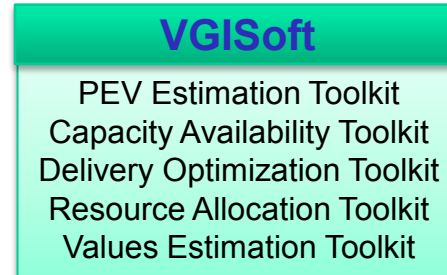 VGISoft
PEV Estimation Toolkit
Capacity Availability Toolkit
Delivery Optimization Toolkit
Resource Allocation Toolkit
Values Estimation Toolkit